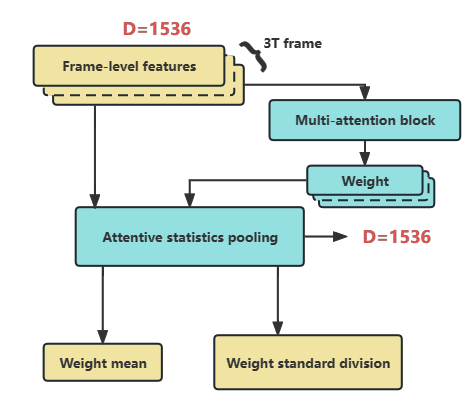 D=1536
3T frame
Frame-level features
Multi-attention block
Weight
Attentive statistics pooling
D=1536
Weight mean
Weight standard division